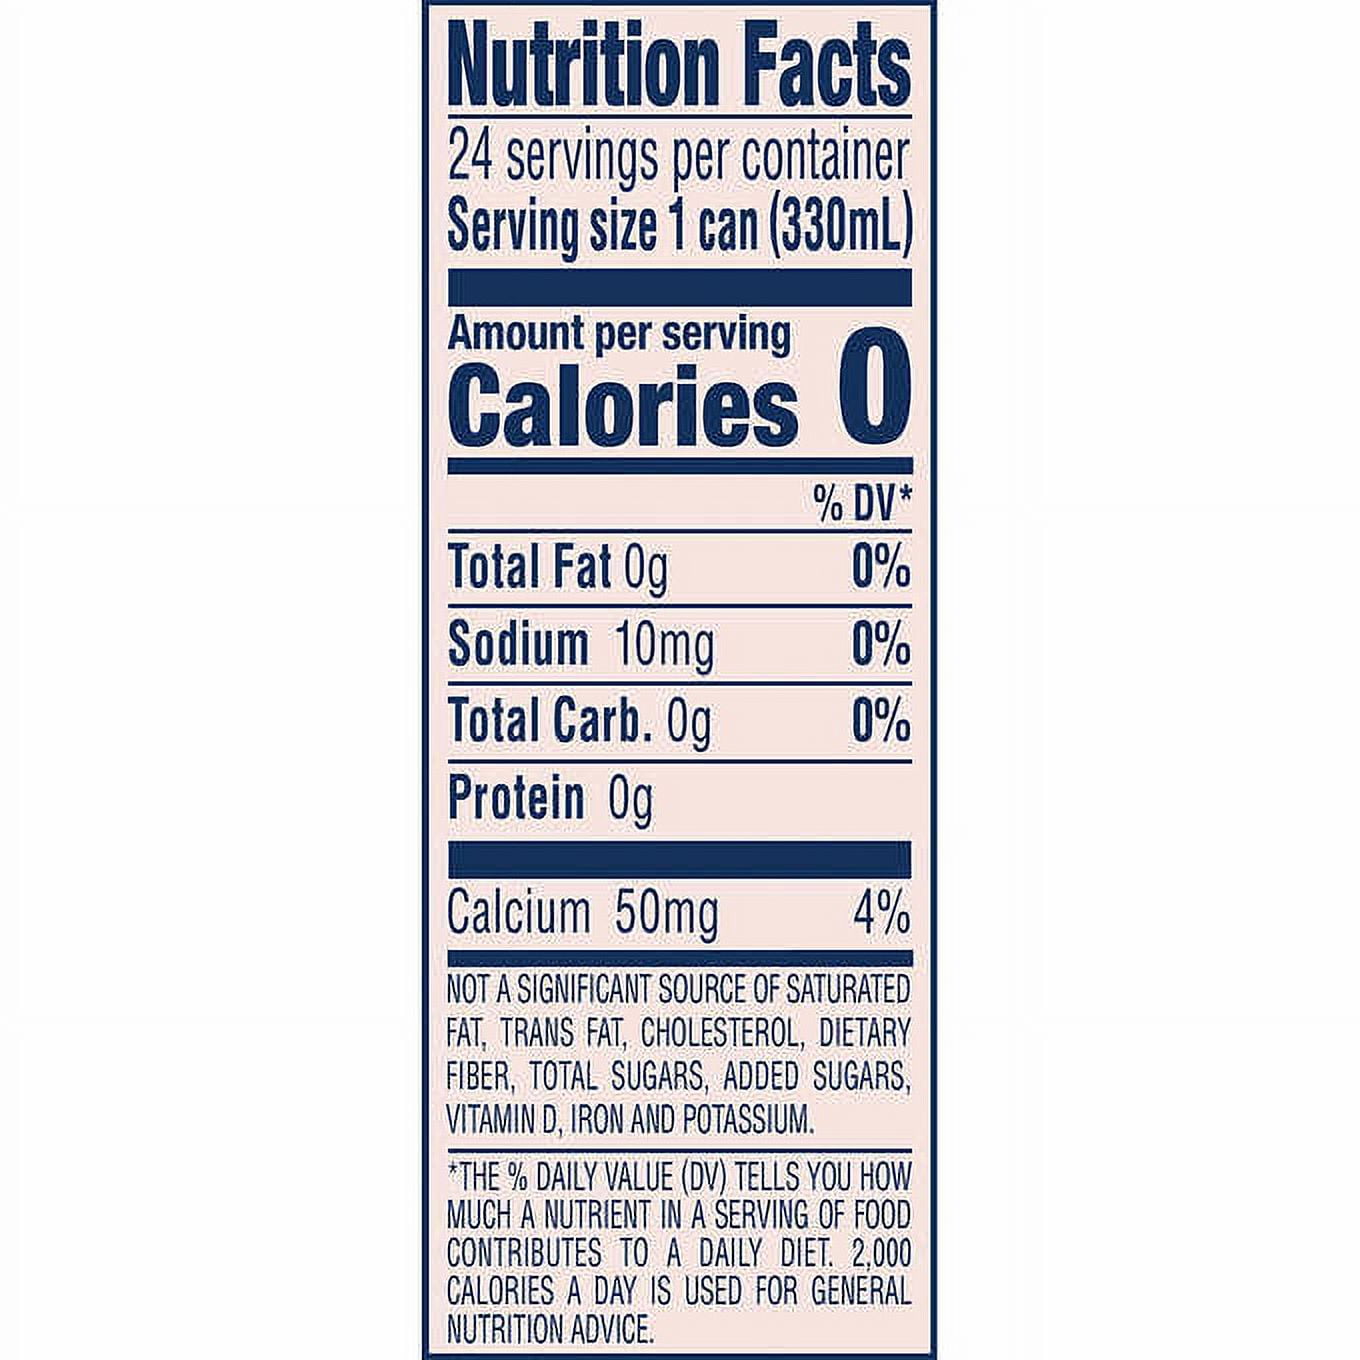 Nutrition Facts
24 servings per container
Serving size 1 can (330mL)
Amount per serving
Calories 0
% DV*
Total Fat 0g 0%
Sodium 10mg 0%
Total Carb. 0g 0%
Protein 0g
Calcium 50mg 4%
NOT A SIGNIFICANT SOURCE OF SATURATED
FAT, TRANS FAT, CHOLESTEROL, DIETARY
FIBER, TOTAL SUGARS, ADDED SUGARS,
VITAMIN D, IRON AND POTASSIUM.
*THE % DAILY VALUE (DV) TELLS YOU HOW
MUCH A NUTRIENT IN A SERVING OF FOOD
CONTRIBUTES TO A DAILY DIET. 2,000
CALORIES A DAY IS USED FOR GENERAL
NUTRITION ADVICE.